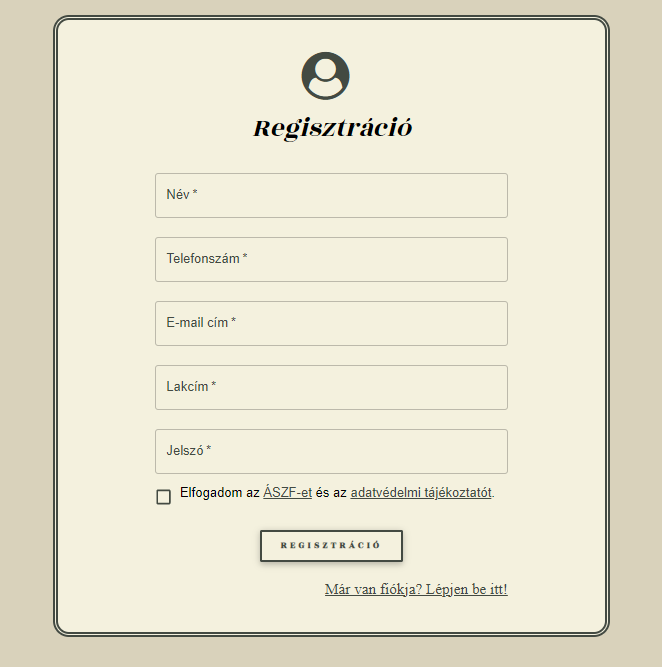 Regisztráció
Név *
Telefonszám *
E-mail cím *
Lakcím *
Jelszó *
Elfogadom az ÁSZF-et és az adatvédelmi tájékoztatót.
REGISZTRÁCIÓ
Már van fiókja? Lépjen be itt!